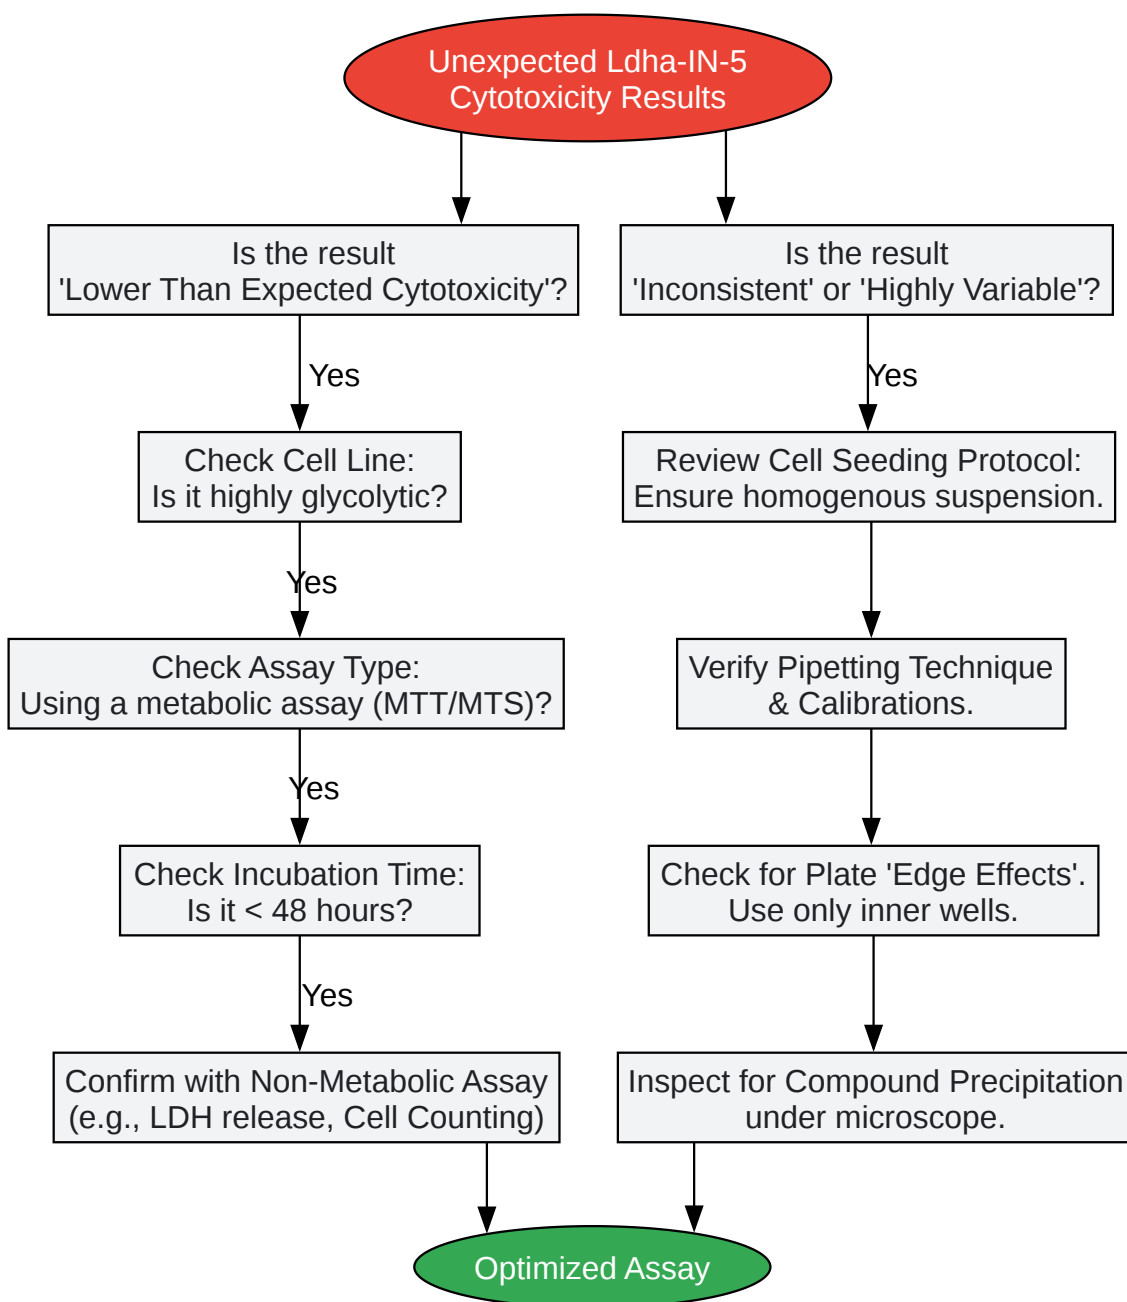 Unexpected Ldha-IN-5
Cytotoxicity Results
Is the result
'Lower Than Expected Cytotoxicity'?
Is the result
'Inconsistent' or 'Highly Variable'?
Yes
Yes
Check Cell Line:
Is it highly glycolytic?
Review Cell Seeding Protocol:
Ensure homogenous suspension.
Yes
Check Assay Type:
Using a metabolic assay (MTT/MTS)?
Verify Pipetting Technique
& Calibrations.
Yes
Check Incubation Time:
Is it < 48 hours?
Check for Plate 'Edge Effects'.
Use only inner wells.
Yes
Confirm with Non-Metabolic Assay
(e.g., LDH release, Cell Counting)
Inspect for Compound Precipitation
under microscope.
Optimized Assay